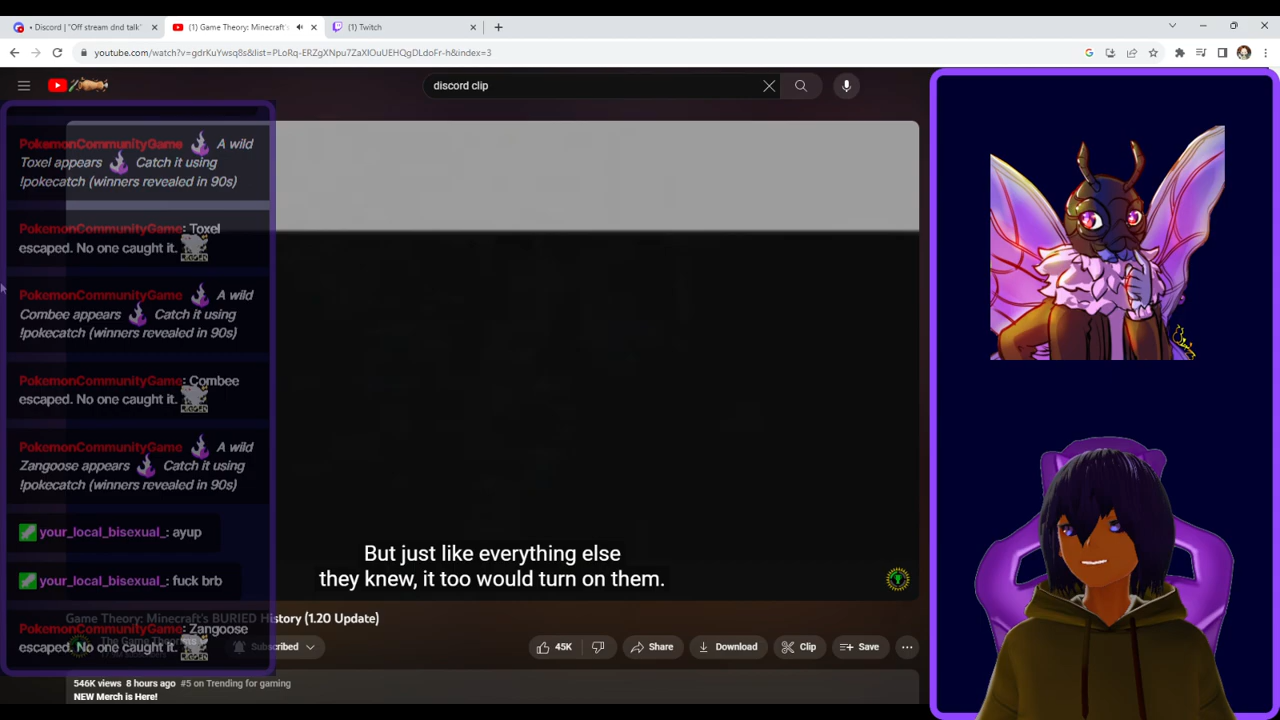 • Discord | "Off stream dnd talk"
(1) Game Theory: Minecraft's
(1) Twitch
youtube.com/watch?v=gdrKuYwsq8s&list=PLoRq-ERZgXNpu7ZaXIOuUEHQgDLdoFr-h&index=3
discord clip
PokemonCommunityGame A wild
Toxel appears Catch it using
!pokecatch (winners revealed in 90s)
PokemonCommunityGame: Toxel
escaped. No one caught it.
PokemonCommunityGame A wild
Combee appears Catch it using
!pokecatch (winners revealed in 90s)
PokemonCommunityGame: Combee
escaped. No one caught it.
PokemonCommunityGame A wild
Zangoose appears Catch it using
!pokecatch (winners revealed in 90s)
your_local_bisexual_: ayup
your_local_bisexual_: fuck brb
PokemonCommunityGame: Zangoose
escaped. No one caught it.
But just like everything else
they knew, it too would turn on them.
Game Theory: Minecraft's BURIED History (1.20 Update)
The Game Theorists
Subscribed
45K
Share
Download
Clip
Save
546K views 8 hours ago #5 on Trending for gaming
NEW Merch is Here!